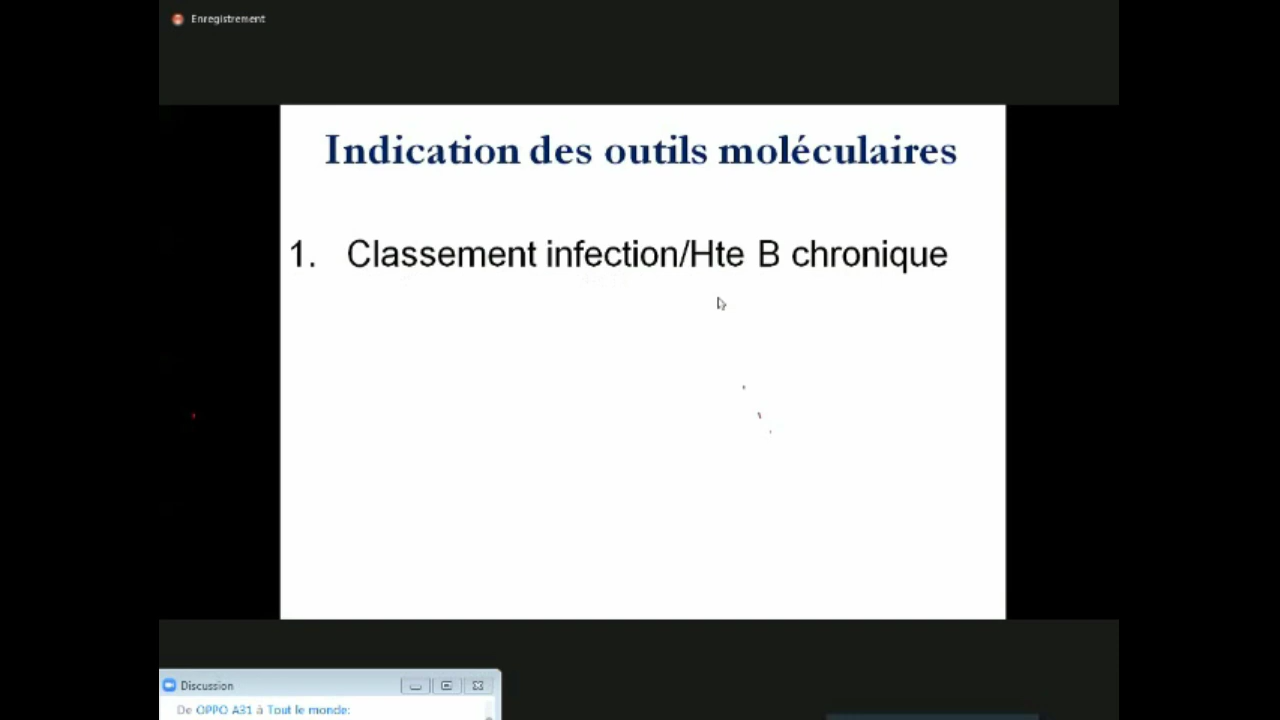 Enregistrement
Indication des outils moléculaires
1. Classement infection/Hte B chronique
Discussion
De OPPO A31 à Tout le monde: